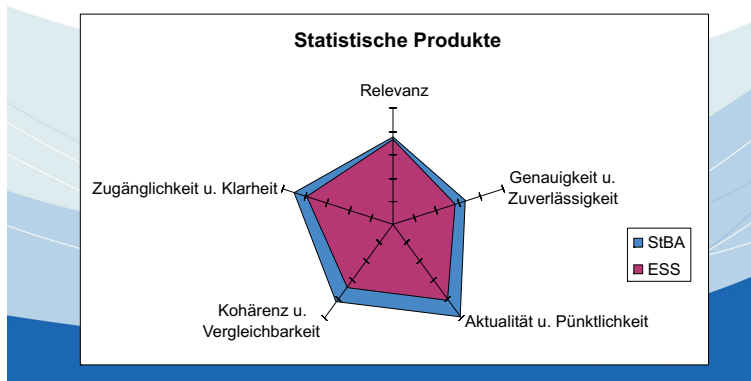 Statistische Produkte
Relevanz
Genauigkeit u.
Zuverlässigkeit
Aktualität u. Pünktlichkeit
Kohärenz u.
Vergleichbarkeit
Zugänglichkeit u. Klarheit
StBA
ESS